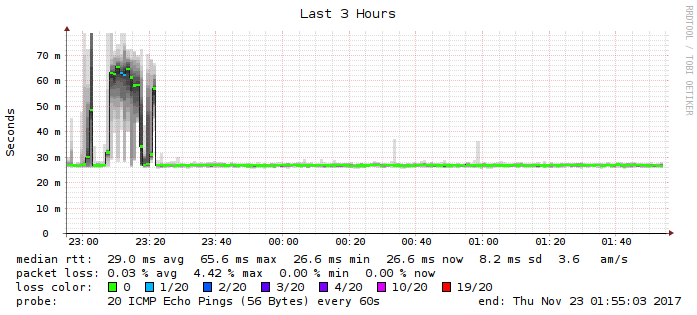 Last 3 Hours
RRDTOOL / TOBI OETIKER
Seconds
70 m
60 m
50 m
40 m
30 m
20 m
10 m
0
23:00 23:20 23:40 00:00 00:20 00:40 01:00 01:20 01:40
median rtt: 29.0 ms avg 65.6 ms max 26.6 ms min 26.6 ms now 8.2 ms sd 3.6 am/s
packet loss: 0.03 % avg 4.42 % max 0.00 % min 0.00 % now
loss color: 0 1/20 2/20 3/20 4/20 10/20 19/20
probe: 20 ICMP Echo Pings (56 Bytes) every 60s end: Thu Nov 23 01:55:03 2017